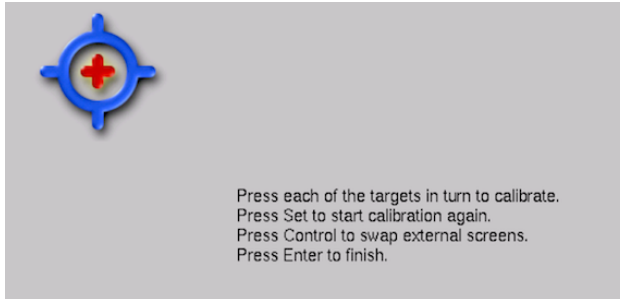 Press each of the targets in turn to calibrate.
Press Set to start calibration again.
Press Control to swap external screens.
Press Enter to finish.